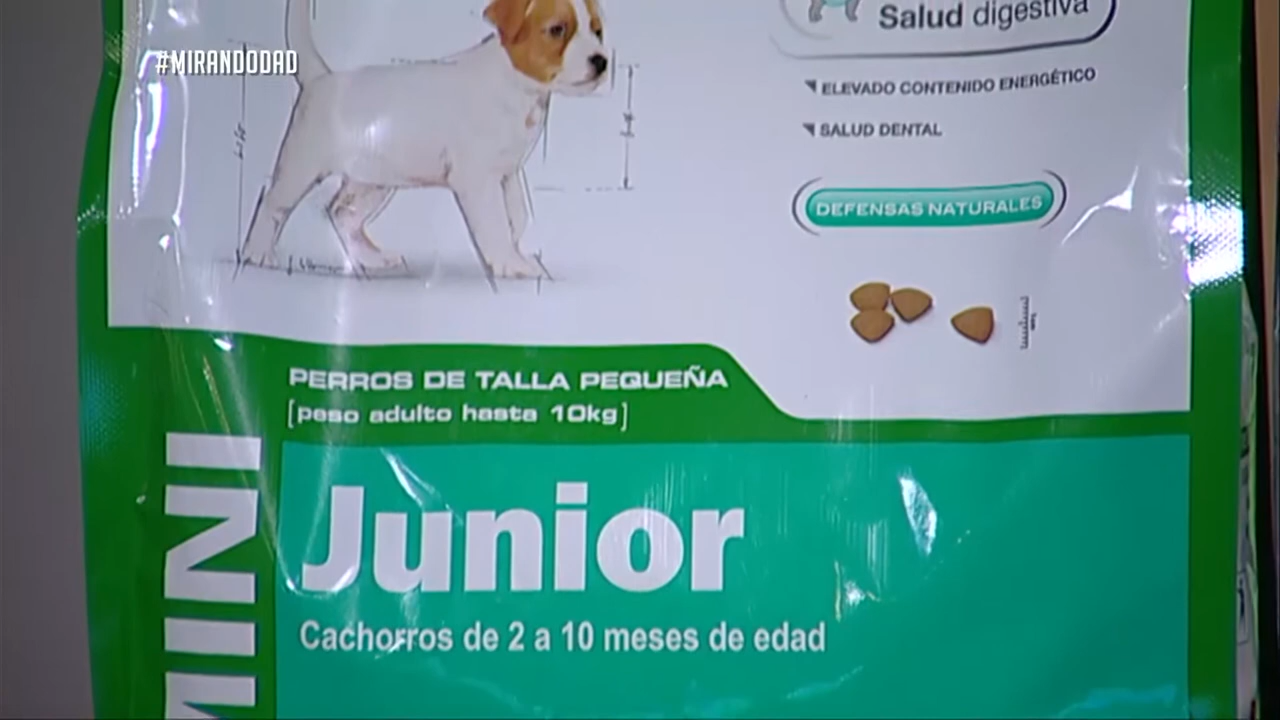 Salud digestiva
#MIRANDODAD
ELEVADO CONTENIDO ENERGÉTICO
SALUD DENTAL
DEFENSAS NATURALES
PERROS DE TALLA PEQUEÑA
[peso adulto hasta 10kg]
MINI
Junior
Cachorros de 2 a 10 meses de edad